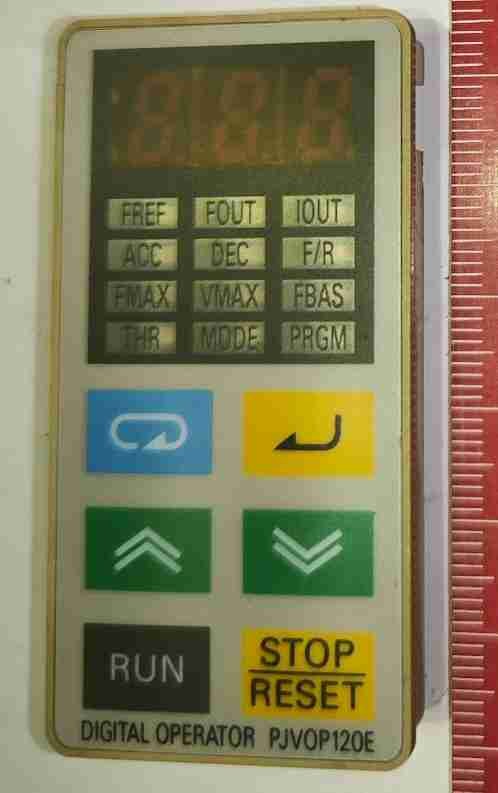 FREF FOUT IOUT
ACC DEC F/R
FMAX VMAX FBAS
THR MODE PRGM
RUN
STOP
RESET
DIGITAL OPERATOR PJVOP120E